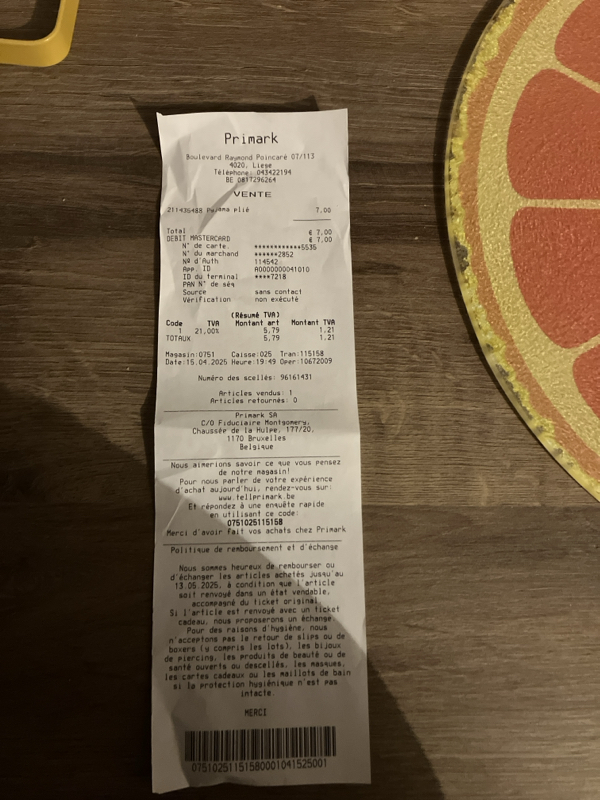 Primark
Boulevard Raymond Poincaré 07/113
4020, Liese
Téléphone: 043422194
BE 0817296264
VENTE
211435488 Pyjama plié 7.00
Total € 7,00
DEBIT MASTERCARD € 7,00
N° de carte ************5535
N° du marchand ******2852
Nº d'Auth 114542
App. ID A0000000041010
ID du terminal ****7218
PAN N° de séq
Source sans contact
Vérification non exécuté
(Résumé TVA)
Code TVA Montant art Montant TVA
1 21,00% 5,79 1,21
TOTAUX 5,79 1,21
Magasin:0751 Caisse:025 Tran:115158
Date:15.04.2025 Heure:19:49 Oper:10672009
Numéro des scellés: 96161431
Articles vendus: 1
Articles retournés: 0
Primark SA
C/O Fiduciaire Montgomery,
Chaussée de la Hulpe, 177/20,
1170 Bruxelles
Belgique
Nous aimerions savoir ce que vous pensez
de notre magasin!
Pour nous parler de votre expérience
d'achat aujourd'hui, rendez-vous sur:
www.tellprimark.be
Et répondez à une enquête rapide
en utilisant ce code:
0751025115158
Merci d'avoir fait vos achats chez Primark
Politique de remboursement et d'échange
Nous sommes heureux de rembourser ou
d'échanger les articles achetés jusqu'au
13.05.2025, à condition que l'article
soit renvoyé dans un état vendable,
accompagné du ticket original.
Si l'article est renvoyé avec un ticket
cadeau, nous proposerons un échange.
Pour des raisons d'hygiène, nous
n'acceptons pas le retour de slips ou de
boxers (y compris les lots), les bijoux
de piercing, les produits de beauté ou de
santé ouverts ou descellés, les masques,
les cartes cadeaux ou les maillots de bain
si la protection hygiénique n'est pas
intacte.
MERCI
0751025115158000104152500​1